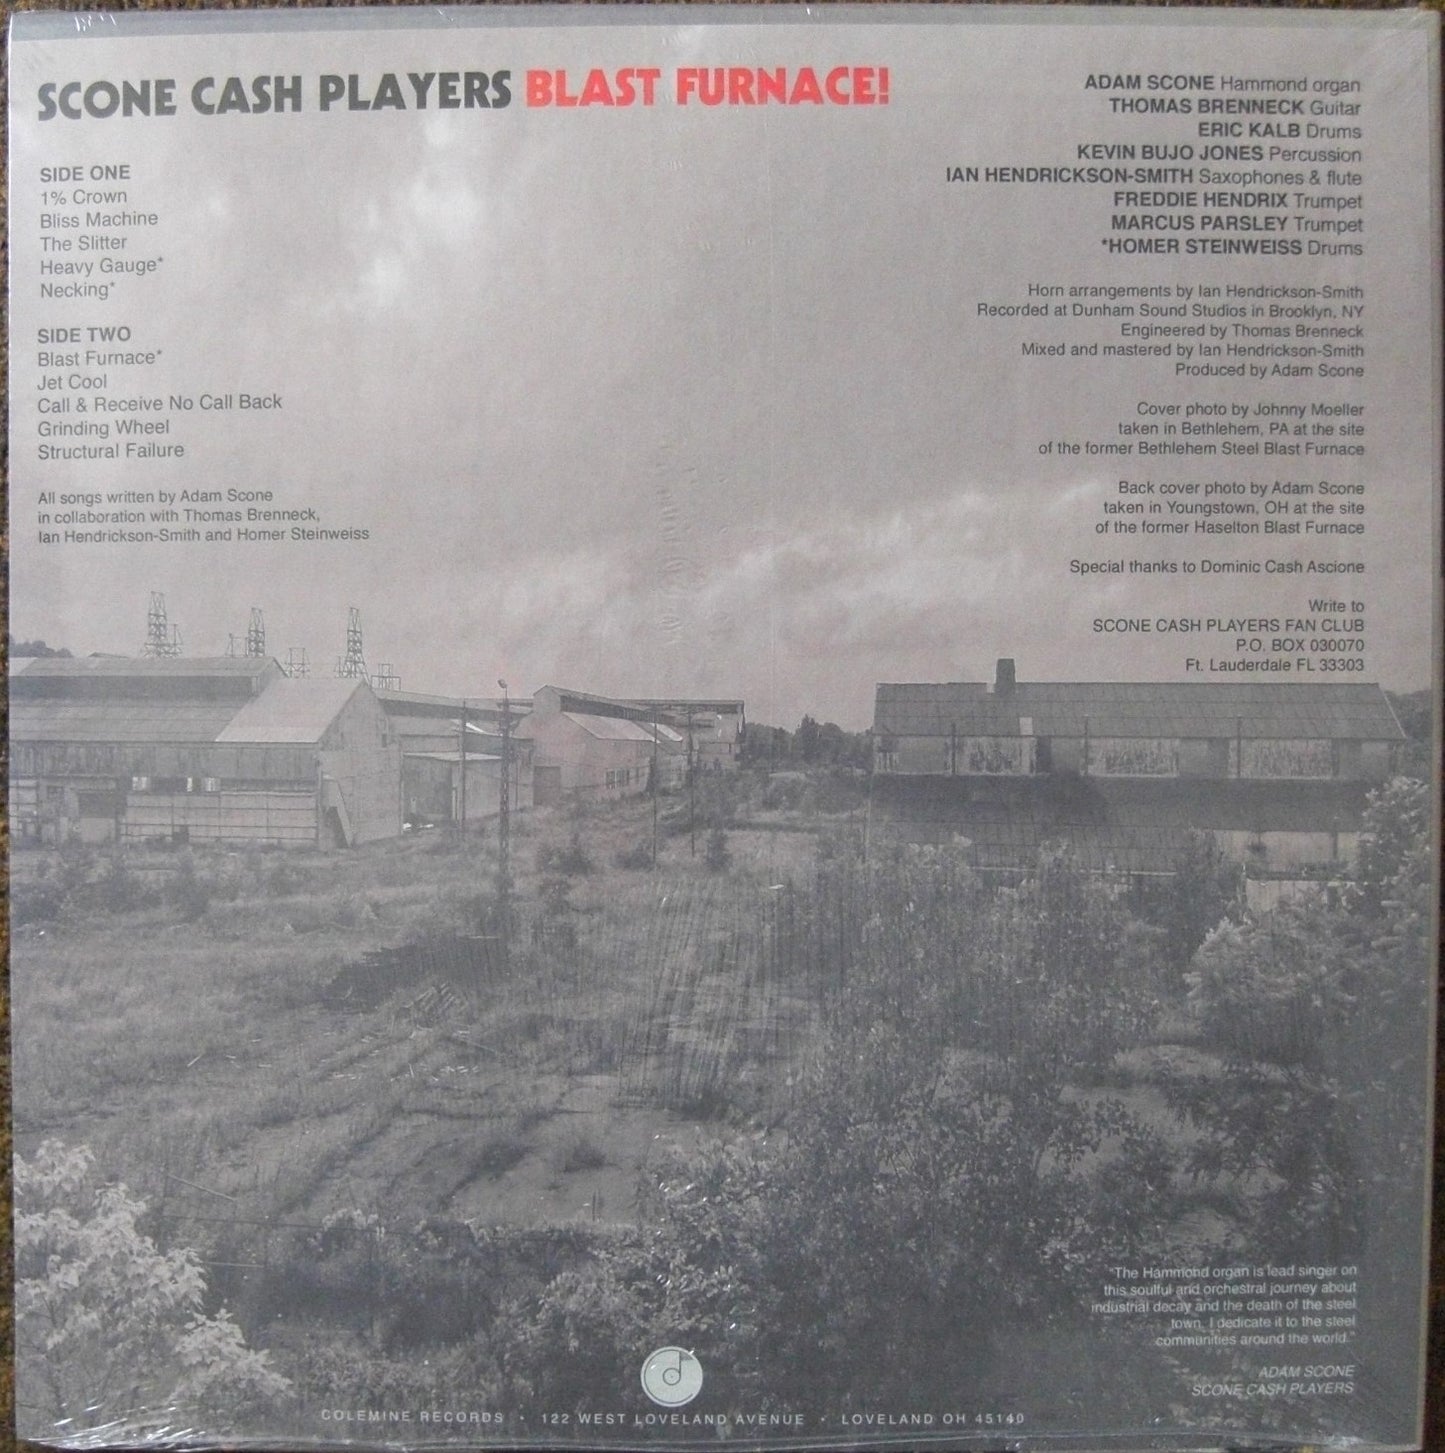 SCONE CASH PLAYERS BLAST FURNACE!
SIDE ONE
1% Crown
Bliss Machine
The Slitter
Heavy Gauge*
Necking*
SIDE TWO
Blast Furnace*
Jet Cool
Call & Receive No Call Back
Grinding Wheel
Structural Failure
All songs written by Adam Scone
in collaboration with Thomas Brenneck,
Ian Hendrickson-Smith and Homer Steinweiss
ADAM SCONE Hammond organ
THOMAS BRENNECK Guitar
ERIC KALB Drums
KEVIN BUJO JONES Percussion
IAN HENDRICKSON-SMITH Saxophones & flute
FREDDIE HENDRIX Trumpet
MARCUS PARSLEY Trumpet
*HOMER STEINWEISS Drums
Horn arrangements by Ian Hendrickson-Smith
Recorded at Dunham Sound Studios in Brooklyn, NY
Engineered by Thomas Brenneck
Mixed and mastered by Ian Hendrickson-Smith
Produced by Adam Scone
Cover photo by Johnny Moeller
taken in Bethlehem, PA at the site
of the former Bethlehem Steel Blast Furnace
Back cover photo by Adam Scone
taken in Youngstown, OH at the site
of the former Haselton Blast Furnace
Special thanks to Dominic Cash Ascione
Write to
SCONE CASH PLAYERS FAN CLUB
P.O. BOX 030070
Ft. Lauderdale FL 33303
"The Hammond organ is lead singer on
this soulful and orchestral journey about
industrial decay and the death of the steel
town. I dedicate it to the steel
communities around the world."
ADAM SCONE
SCONE CASH PLAYERS
COLEMINE RECORDS • 122 WEST LOVELAND AVENUE • LOVELAND OH 45140